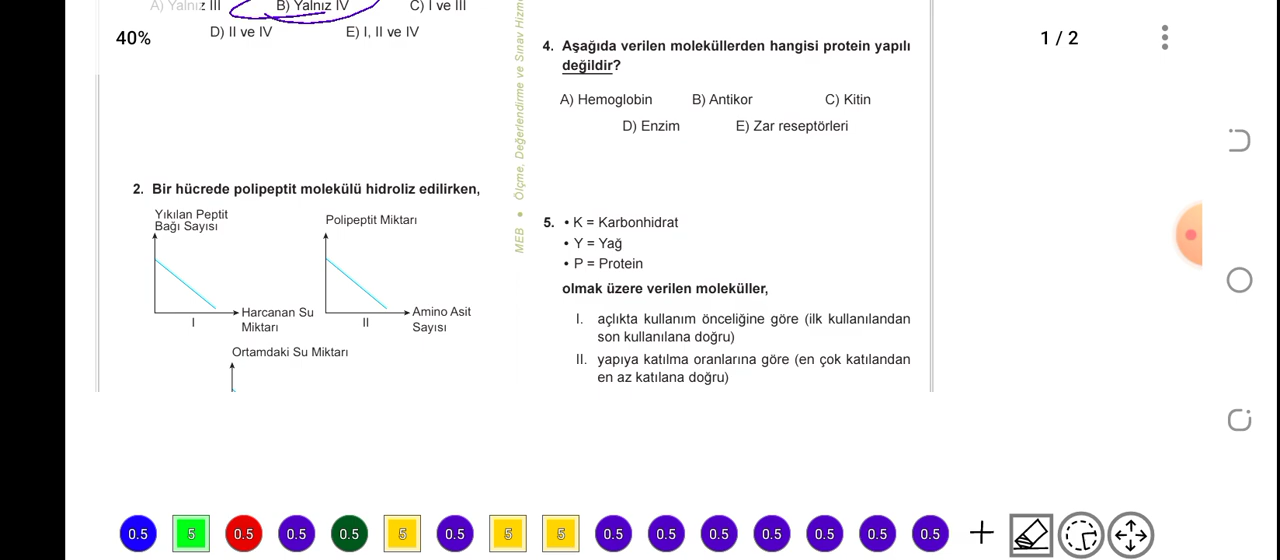 A) Yalnız III B) Yalnız IV C) I ve III
D) II ve IV E) I, II ve IV
40%
2. Bir hücrede polipeptit molekülü hidroliz edilirken,
Yıkılan Peptit
Bağı Sayısı
Harcanan Su
Miktarı
I
Polipeptit Miktarı
Amino Asit
Sayısı
II
Ortamdaki Su Miktarı
MEB • Ölçme, Değerlendirme ve Sınav Hizm
4. Aşağıda verilen moleküllerden hangisi protein yapılı
değildir?
A) Hemoglobin B) Antikor C) Kitin
D) Enzim E) Zar reseptörleri
5. • K = Karbonhidrat
• Y = Yağ
• P = Protein
olmak üzere verilen moleküller,
I. açlıkta kullanım önceliğine göre (ilk kullanılandan
son kullanılana doğru)
II. yapıya katılma oranlarına göre (en çok katılandan
en az katılana doğru)
1 / 2
0.5 5 0.5 0.5 0.5 5 0.5 5 5 0.5 0.5 0.5 0.5 0.5 0.5 0.5